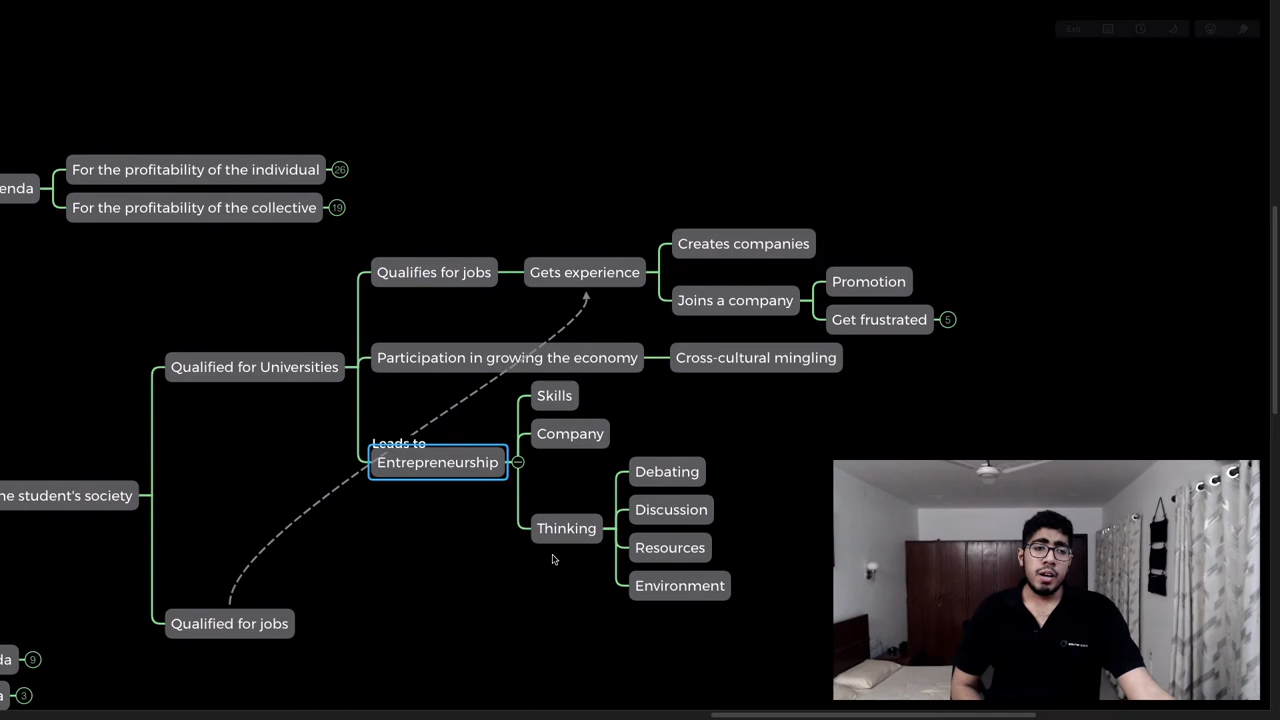 Exit
enda
For the profitability of the individual
26
For the profitability of the collective
19
Qualifies for jobs
Gets experience
Creates companies
Joins a company
Promotion
Get frustrated
5
Qualified for Universities
Participation in growing the economy
Cross-cultural mingling
Leads to
Entrepreneurship
Skills
Company
Thinking
Debating
Discussion
Resources
Environment
he student's society
Qualified for jobs
da
9
a
3